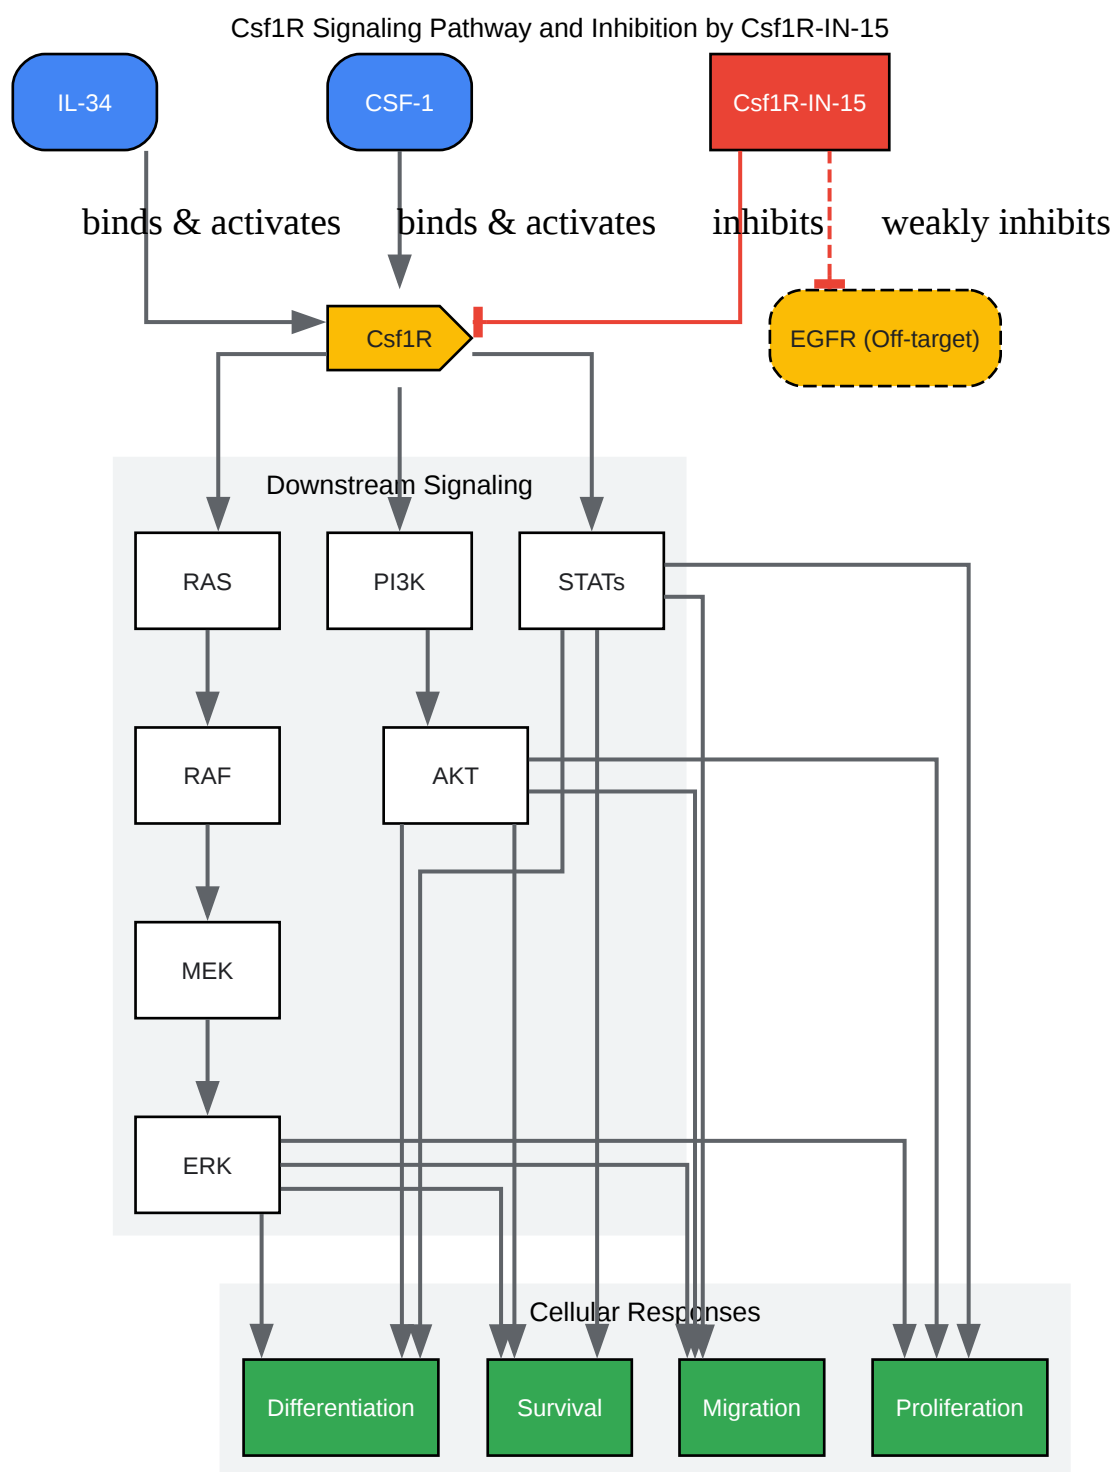 Csf1R Signaling Pathway and Inhibition by Csf1R-IN-15
IL-34
CSF-1
Csf1R-IN-15
binds & activates
binds & activates
inhibits
weakly inhibits
Csf1R
EGFR (Off-target)
Downstream Signaling
RAS
PI3K
STATs
RAF
AKT
MEK
ERK
Cellular Responses
Differentiation
Survival
Migration
Proliferation